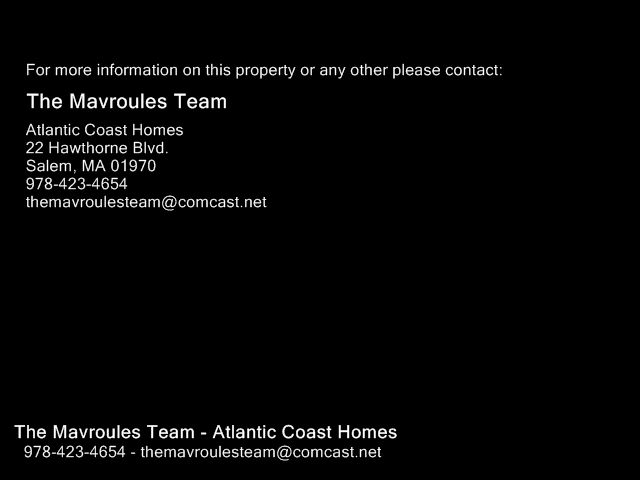 For more information on this property or any other please contact:
The Mavroules Team
Atlantic Coast Homes
22 Hawthorne Blvd.
Salem, MA 01970
978-423-4654
themavroulesteam@comcast.net
The Mavroules Team - Atlantic Coast Homes
978-423-4654 - themavroulesteam@comcast.net